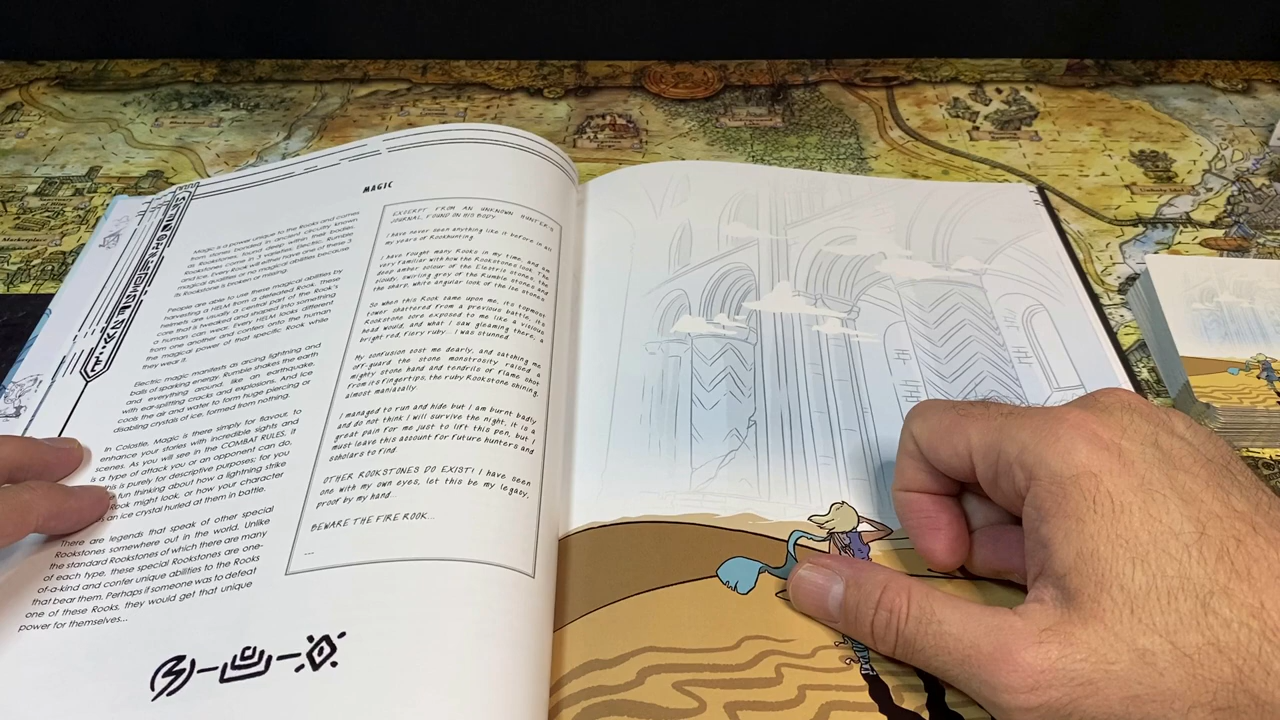 MAGIC
Magic is a power unique to the Rooks and comes
from stones bonded in ancient circuitry known
as Rookstones, found deep within their bodies.
Rookstones come in 3 varieties, Electric, Rumble
and Ice. Every Rook will either have one of these 3
magical qualities or no magical abilities because
its Rookstone is broken or missing.
People are able to use these magical abilities by
harvesting a HELM from a defeated Rook. These
helmets are usually a central part of the Rook's
core that is tweaked and shaped into something
a human can wear. Every HELM looks different
from one another and confers onto the human
the magical power of that specific Rook while
they wear it.
Electric magic manifests as arcing lightning and
balls of sparking energy. Rumble shakes the earth
and everything around, like an earthquake,
with ear-splitting cracks and explosions. And Ice
cools the air and water to form huge piercing or
disabling crystals of ice, formed from nothing.
In Colostle, Magic is there simply for flavour, to
enhance your stories with incredible sights and
scenes. As you will see in the COMBAT RULES, it
is a type of attack you or an opponent can do,
this is purely for descriptive purposes; for you
fun thinking about how a lightning strike
Rook might look, or how your character
an ice crystal hurled at them in battle.
There are legends that speak of other special
Rookstones somewhere out in the world. Unlike
the standard Rookstones of which there are many
of each type, these special Rookstones are one-
of-a-kind and confer unique abilities to the Rooks
that bear them. Perhaps if someone was to defeat
one of these Rooks, they would get that unique
power for themselves...
EXCERPT FROM AN UNKNOWN HUNTER'S
JOURNAL, FOUND ON HIS BODY
I have never seen anything like it before in all
my years of Rookhunting.
I have fought many Rooks in my time, and am
very familiar with how the Rookstones look. The
deep amber colour of the Electric stones, the
cloudy, swirling grey of the Rumble stones and
the sharp, white angular look of the Ice stones.
So when this Rook came upon me, it's topmost
tower shattered from a previous battle, its
Rookstone core exposed to me like a vicious
head wound, and what I saw gleaming there, a
bright red, fiery ruby... I was stunned.
My confusion cost me dearly, and catching me
off-guard the stone monstrosity raised a
mighty stone hand and tendrils of flame shot
from its fingertips, the ruby Rookstone shining,
almost maniacally.
I managed to run and hide but I am burnt badly
and do not think I will survive the night. it is a
great pain for me just to lift this pen, but I
must leave this account for future hunters and
scholars to find.
OTHER ROOKSTONES DO EXIST! I have seen
one with my own eyes, let this be my legacy,
proof by my hand...
BEWARE THE FIRE ROOK...
...
Marketplace